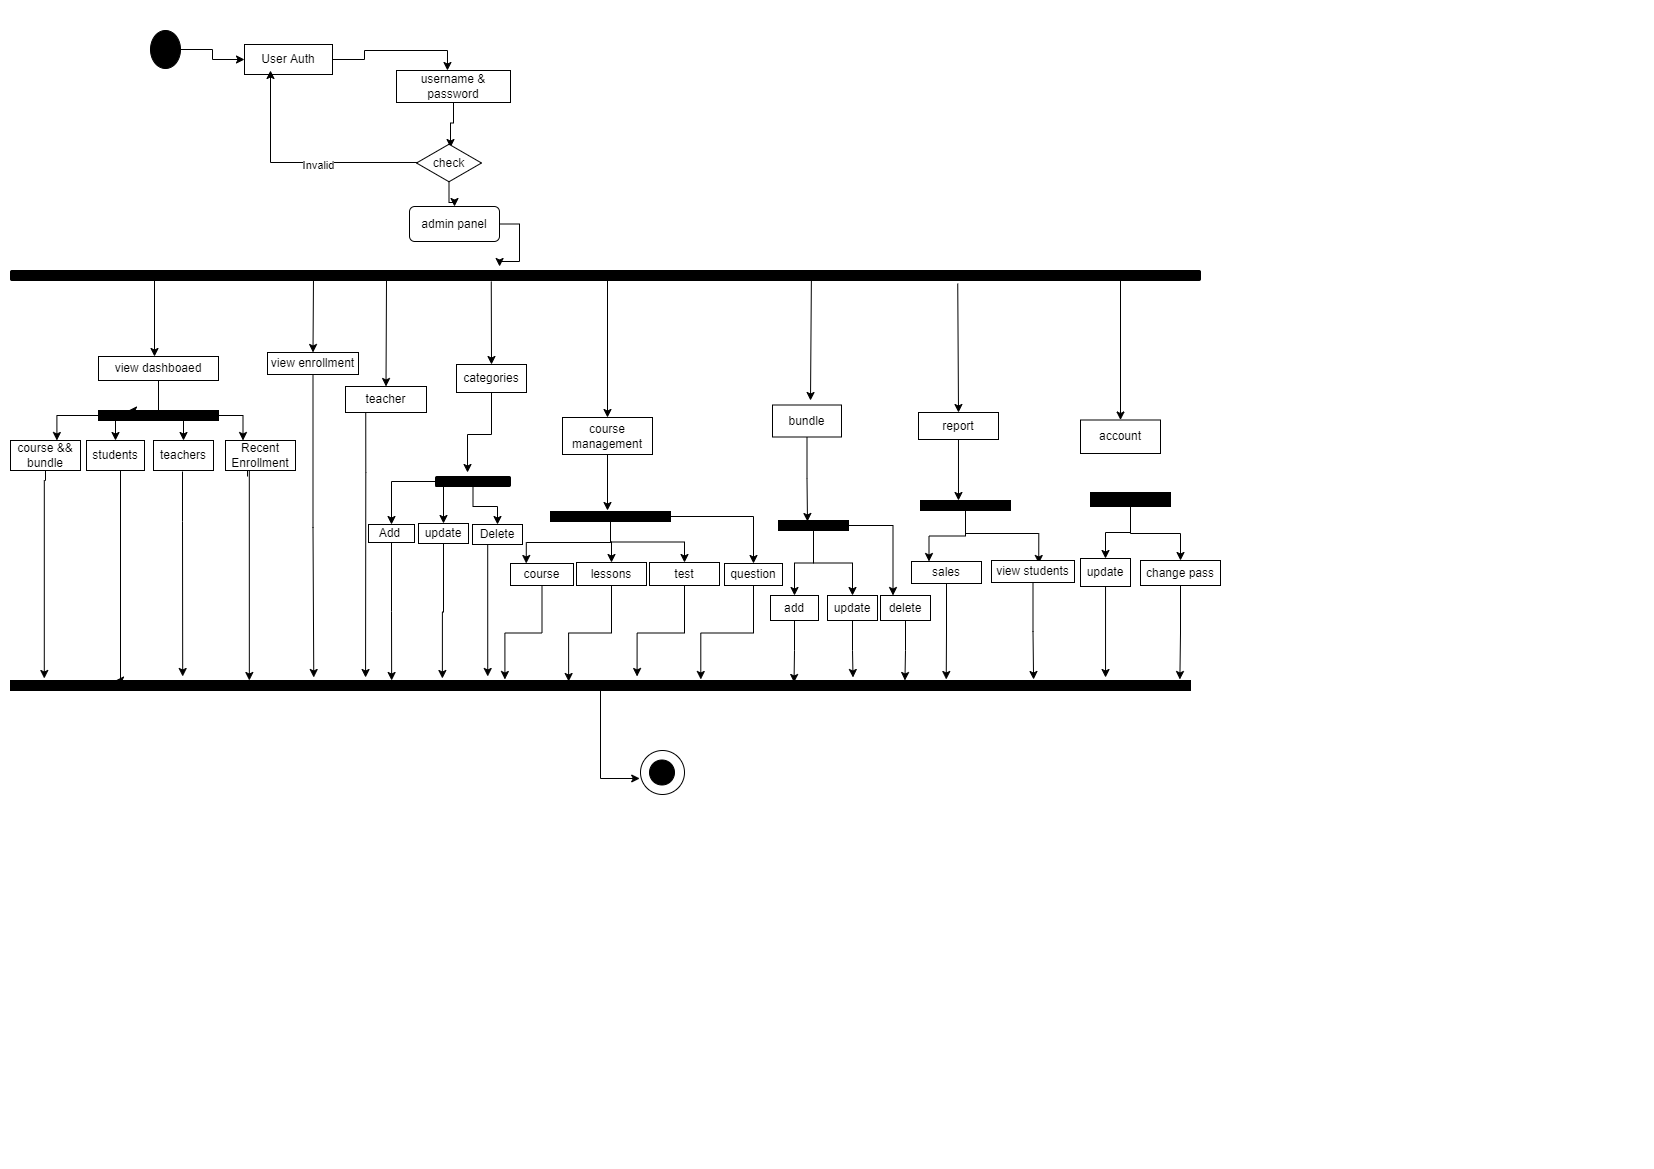 User Auth
username &
password
check
Invalid
admin panel
view dashboaed
view enrollment
teacher
categories
course
management
bundle
report
account
course &&
bundle
students
teachers
Recent
Enrollment
Add
update
Delete
course
lessons
test
question
add
update
delete
sales
view students
update
change pass